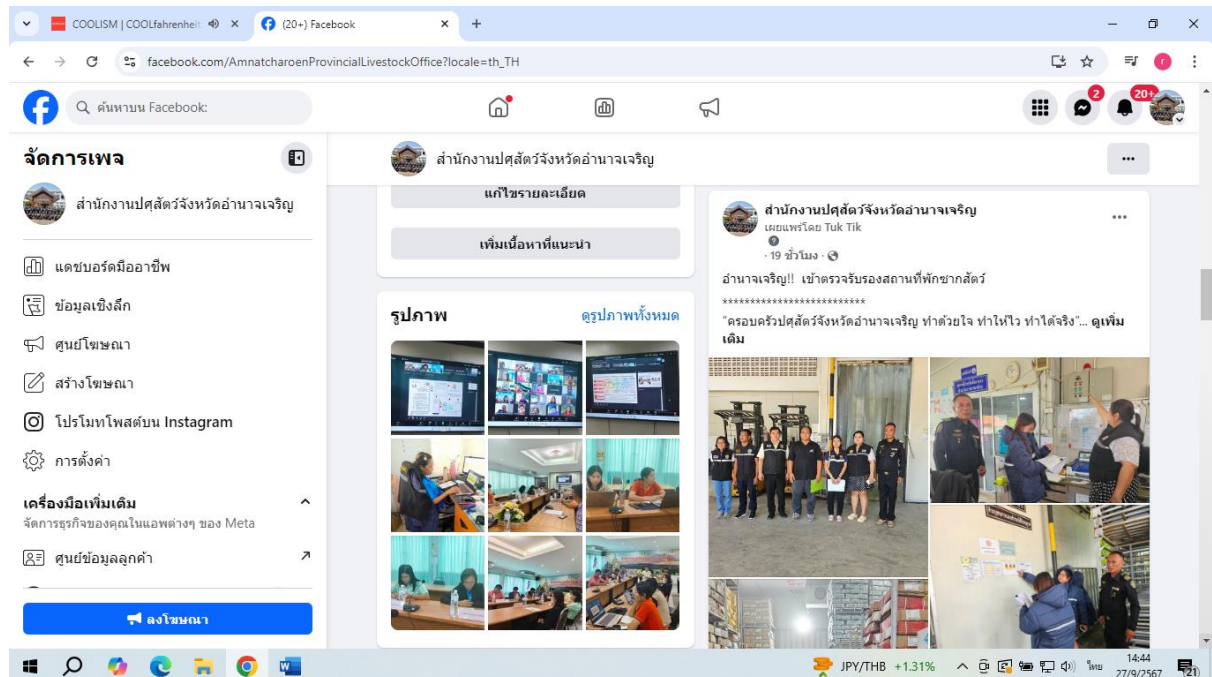 COOLISM | COOLfahrenheit
(20+) Facebook
facebook.com/AmnatcharoenProvincialLivestockOffice?locale=th_TH
r
ค้นหาบน Facebook:
2
20+
จัดการเพจ
สำนักงานปศุสัตว์จังหวัดอำนาจเจริญ
แดชบอร์ดมืออาชีพ
ข้อมูลเชิงลึก
ศูนย์โฆษณา
สร้างโฆษณา
โปรโมทโพสต์บน Instagram
การตั้งค่า
เครื่องมือเพิ่มเติม
จัดการธุรกิจของคุณในแอพต่างๆ ของ Meta
ศูนย์ข้อมูลลูกค้า
ลงโฆษณา
สำนักงานปศุสัตว์จังหวัดอำนาจเจริญ
แก้ไขรายละเอียด
เพิ่มเนื้อหาที่แนะนำ
รูปภาพ
ดูรูปภาพทั้งหมด
สำนักงานปศุสัตว์จังหวัดอำนาจเจริญ
เผยแพร่โดย Tuk Tik
· 19 ชั่วโมง ·
อำนาจเจริญ!! เข้าตรวจรับรองสถานที่พักซากสัตว์
**************************
"ครอบครัวปศุสัตว์จังหวัดอำนาจเจริญ ทำด้วยใจ ทำให้ไว ทำได้จริง"... ดูเพิ่ม
เติม
JPY/THB +1.31%
ไทย
14:44
27/9/2567
21